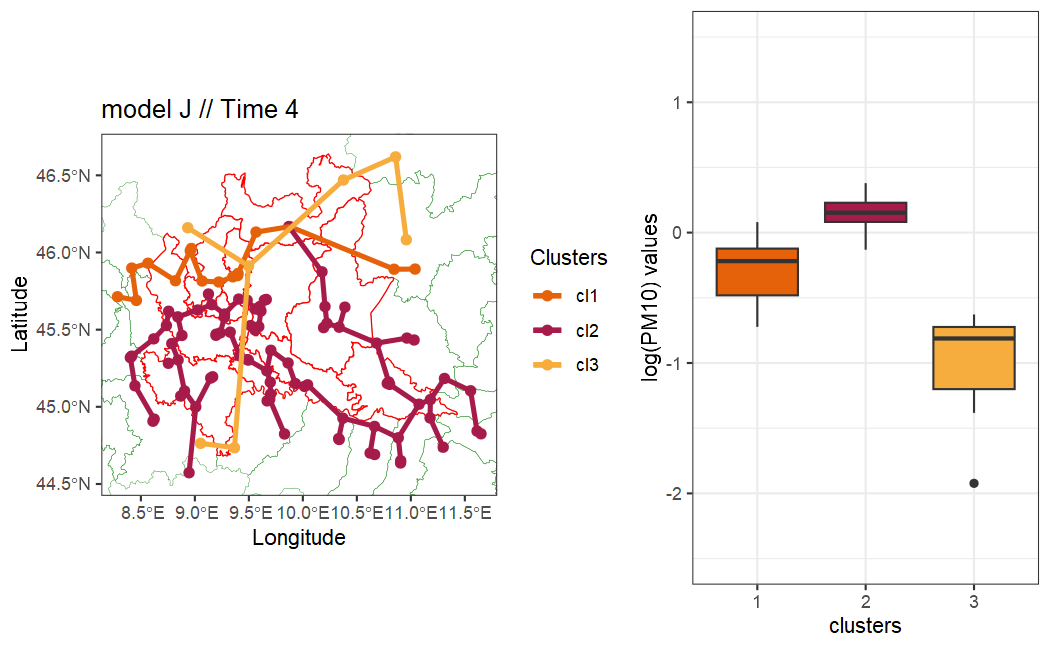 model J // Time 4
46.5°N
46.0°N
45.5°N
45.0°N
44.5°N
Latitude
8.5°E 9.0°E 9.5°E 10.0°E 10.5°E 11.0°E 11.5°E
Longitude
Clusters
cl1
cl2
cl3
1
0
-1
-2
log(PM10) values
1 2 3
clusters